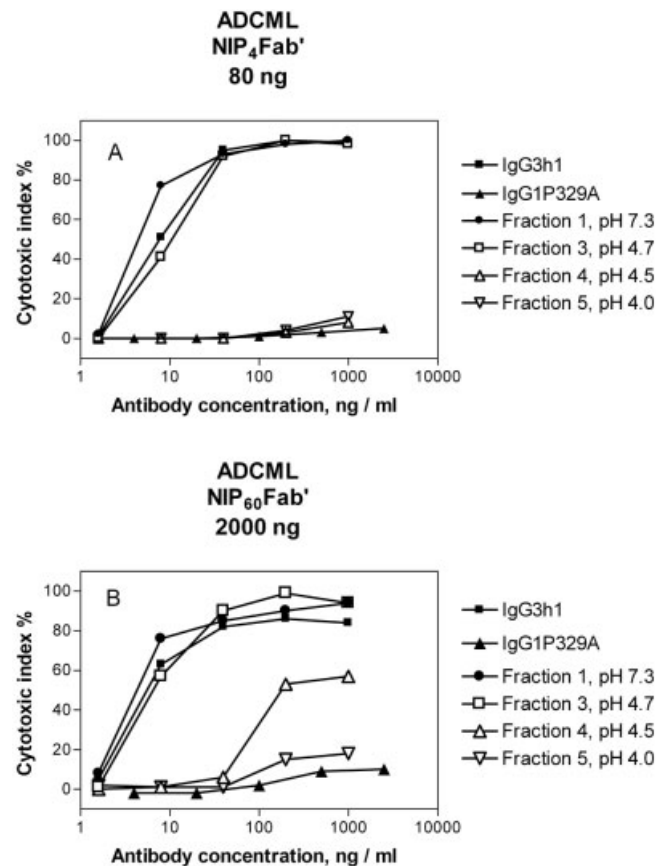 ADCML
NIP₄Fab'
80 ng
A
Cytotoxic index %
100
80
60
40
20
0
1
10
100
1000
10000
Antibody concentration, ng / ml
IgG3h1
IgG1P329A
Fraction 1, pH 7.3
Fraction 3, pH 4.7
Fraction 4, pH 4.5
Fraction 5, pH 4.0
ADCML
NIP₆₀Fab'
2000 ng
B
Cytotoxic index %
100
80
60
40
20
0
1
10
100
1000
10000
Antibody concentration, ng / ml
IgG3h1
IgG1P329A
Fraction 1, pH 7.3
Fraction 3, pH 4.7
Fraction 4, pH 4.5
Fraction 5, pH 4.0